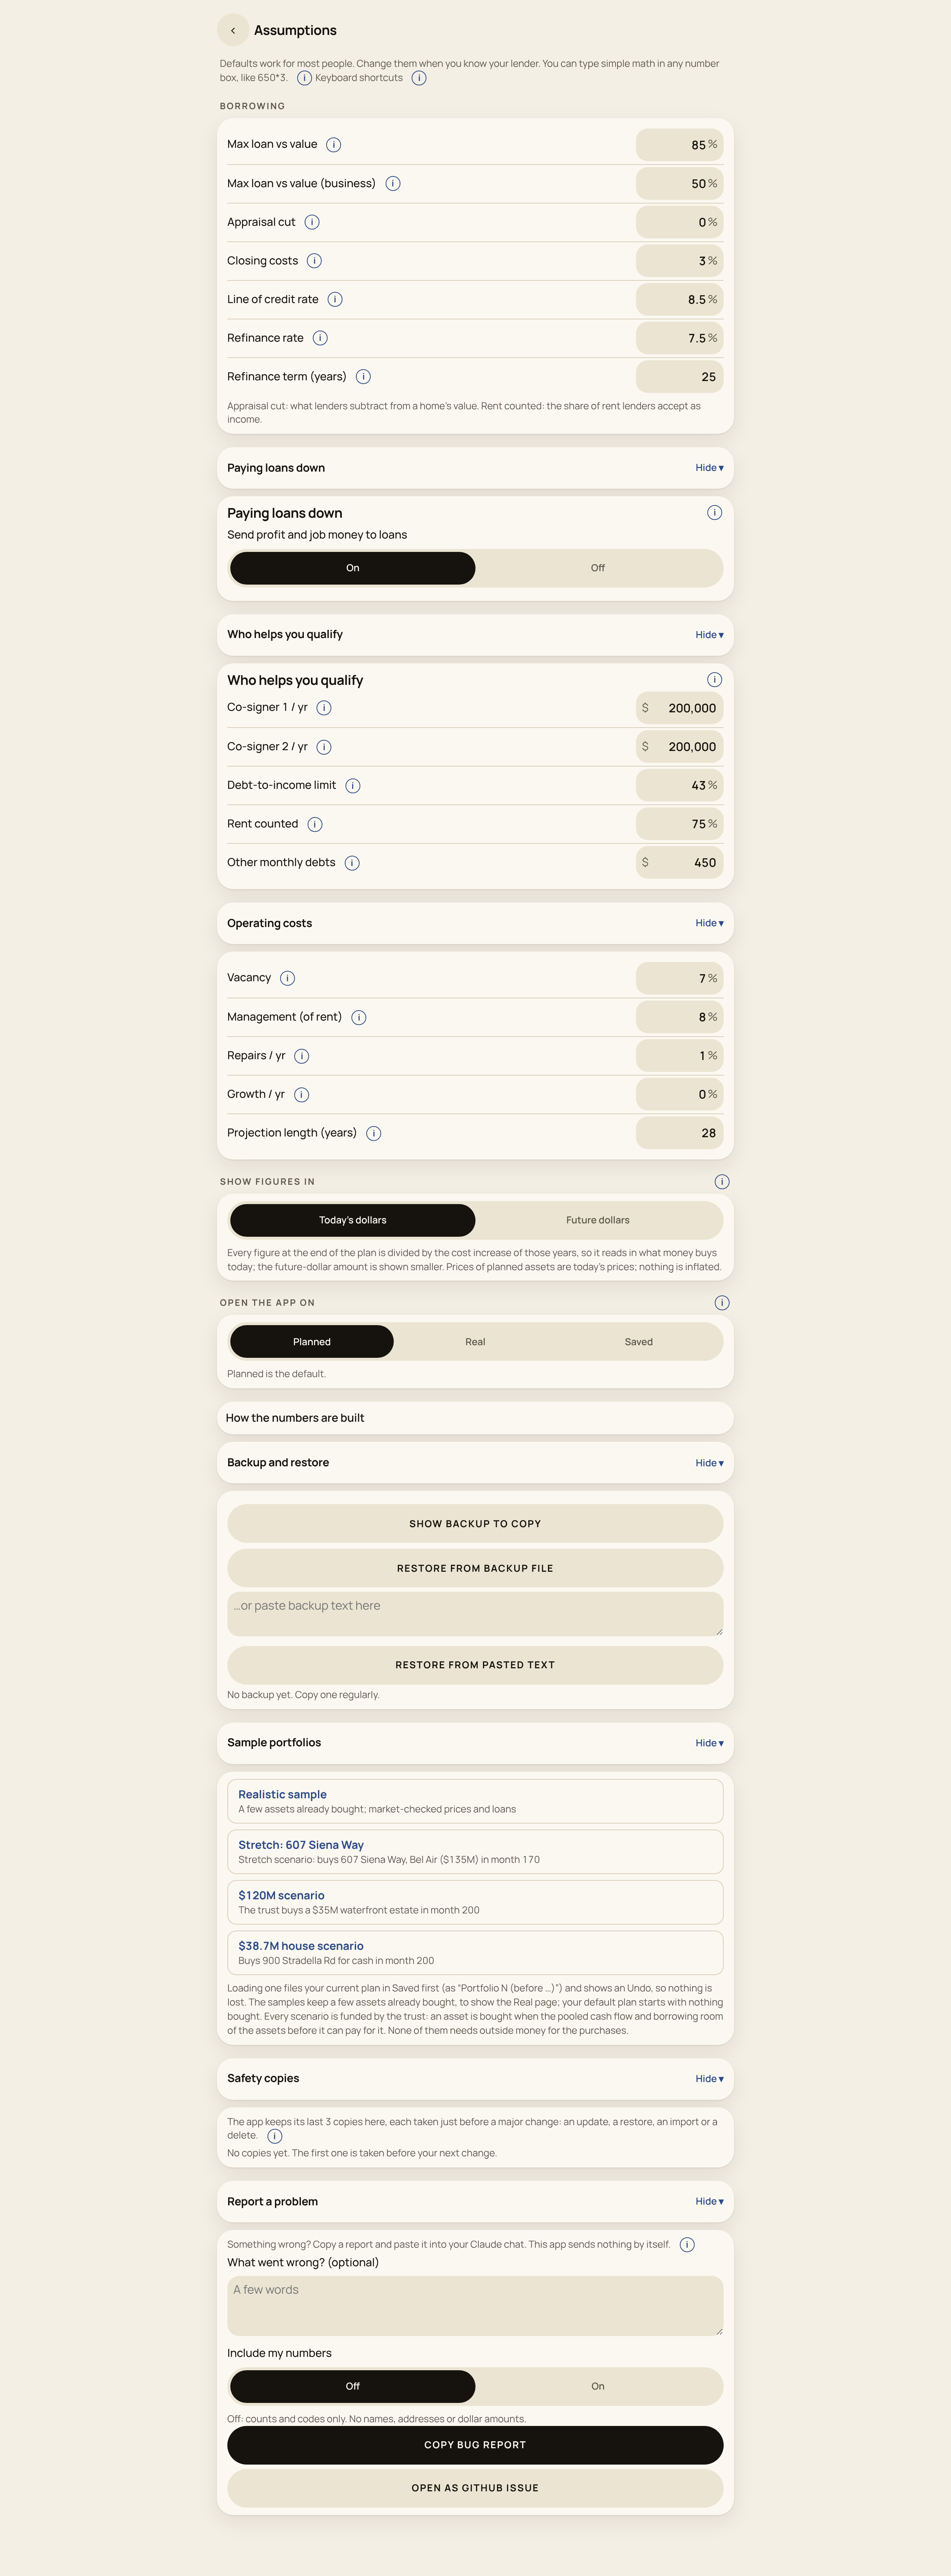 ‹ Assumptions
Defaults work for most people. Change them when you know your lender. You can type simple math in any number
box, like 650*3. i Keyboard shortcuts i
BORROWING
Max loan vs value i 85 %
Max loan vs value (business) i 50 %
Appraisal cut i 0 %
Closing costs i 3 %
Line of credit rate i 8.5 %
Refinance rate i 7.5 %
Refinance term (years) i 25
Appraisal cut: what lenders subtract from a home's value. Rent counted: the share of rent lenders accept as
income.
Paying loans down Hide ▾
Paying loans down i
Send profit and job money to loans
On Off
Who helps you qualify Hide ▾
Who helps you qualify i
Co-signer 1 / yr i $ 200,000
Co-signer 2 / yr i $ 200,000
Debt-to-income limit i 43 %
Rent counted i 75 %
Other monthly debts i $ 450
Operating costs Hide ▾
Vacancy i 7 %
Management (of rent) i 8 %
Repairs / yr i 1 %
Growth / yr i 0 %
Projection length (years) i 28
SHOW FIGURES IN i
Today's dollars Future dollars
Every figure at the end of the plan is divided by the cost increase of those years, so it reads in what money buys
today; the future-dollar amount is shown smaller. Prices of planned assets are today's prices; nothing is inflated.
OPEN THE APP ON i
Planned Real Saved
Planned is the default.
How the numbers are built
Backup and restore Hide ▾
SHOW BACKUP TO COPY
RESTORE FROM BACKUP FILE
…or paste backup text here
RESTORE FROM PASTED TEXT
No backup yet. Copy one regularly.
Sample portfolios Hide ▾
Realistic sample
A few assets already bought; market-checked prices and loans
Stretch: 607 Siena Way
Stretch scenario: buys 607 Siena Way, Bel Air ($135M) in month 170
$120M scenario
The trust buys a $35M waterfront estate in month 200
$38.7M house scenario
Buys 900 Stradella Rd for cash in month 200
Loading one files your current plan in Saved first (as “Portfolio N (before …)”) and shows an Undo, so nothing is
lost. The samples keep a few assets already bought, to show the Real page; your default plan starts with nothing
bought. Every scenario is funded by the trust: an asset is bought when the pooled cash flow and borrowing room
of the assets before it can pay for it. None of them needs outside money for the purchases.
Safety copies Hide ▾
The app keeps its last 3 copies here, each taken just before a major change: an update, a restore, an import or a
delete. i
No copies yet. The first one is taken before your next change.
Report a problem Hide ▾
Something wrong? Copy a report and paste it into your Claude chat. This app sends nothing by itself. i
What went wrong? (optional)
A few words
Include my numbers
Off On
Off: counts and codes only. No names, addresses or dollar amounts.
COPY BUG REPORT
OPEN AS GITHUB ISSUE